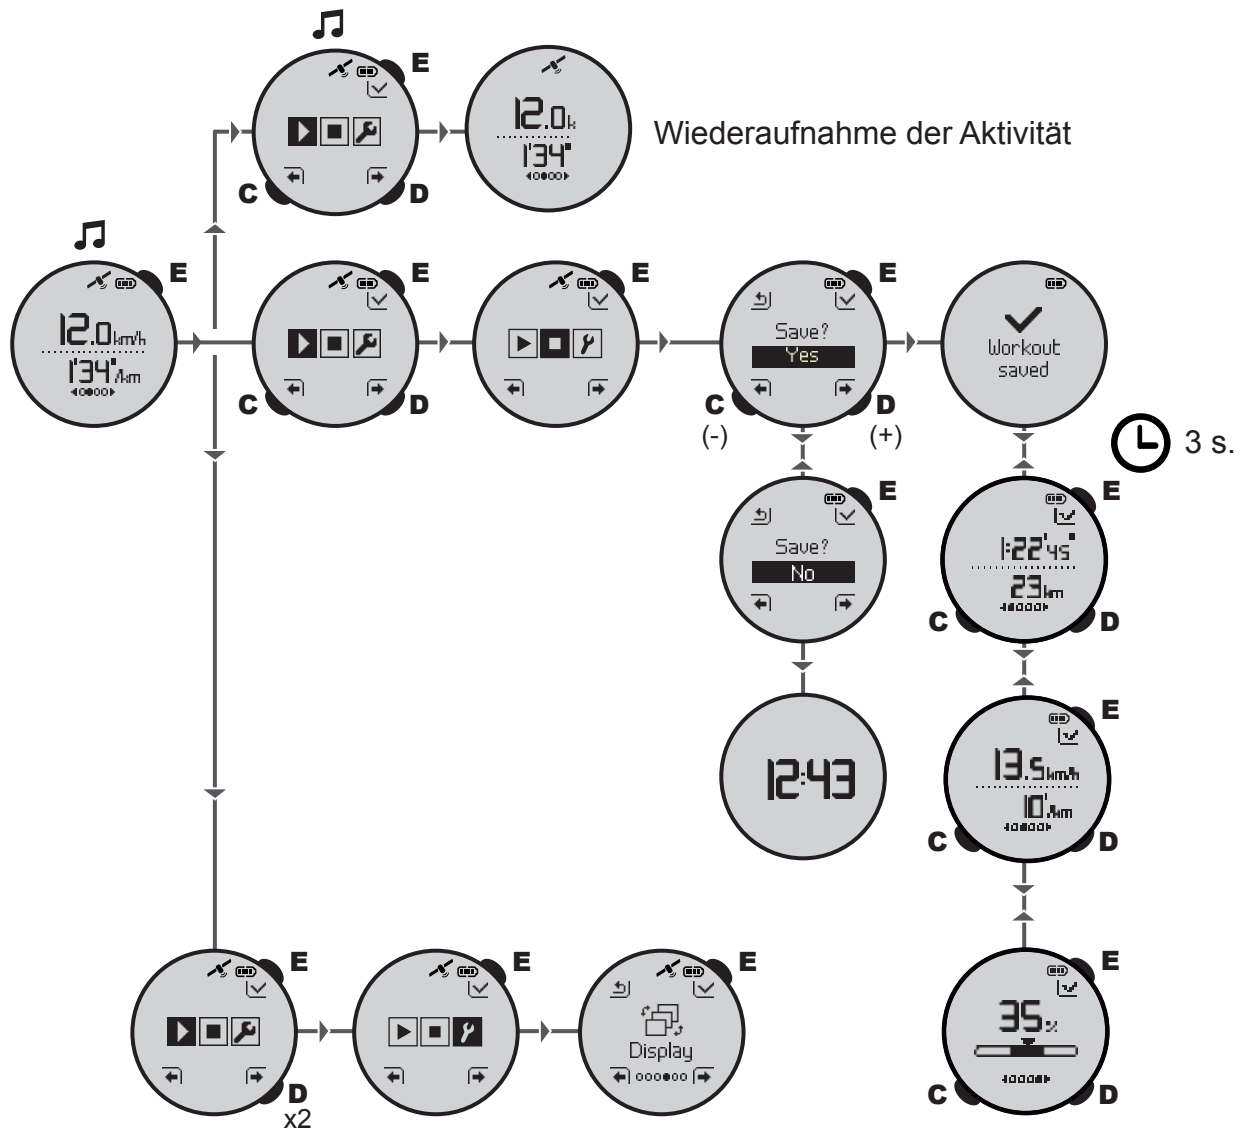 E
C
D
12.0k
1'34"
Wiederaufnahme der Aktivität
E
12.0km/h
1'34"/km
E
C
D
E
Save?
Yes
E
C
(-)
D
(+)
Workout
saved
3 s.
Save?
No
E
1:22'45"
23km
E
C
D
12:43
13.5km/h
10'/km
E
C
D
E
D
x2
E
Display
E
35%
E
C
D